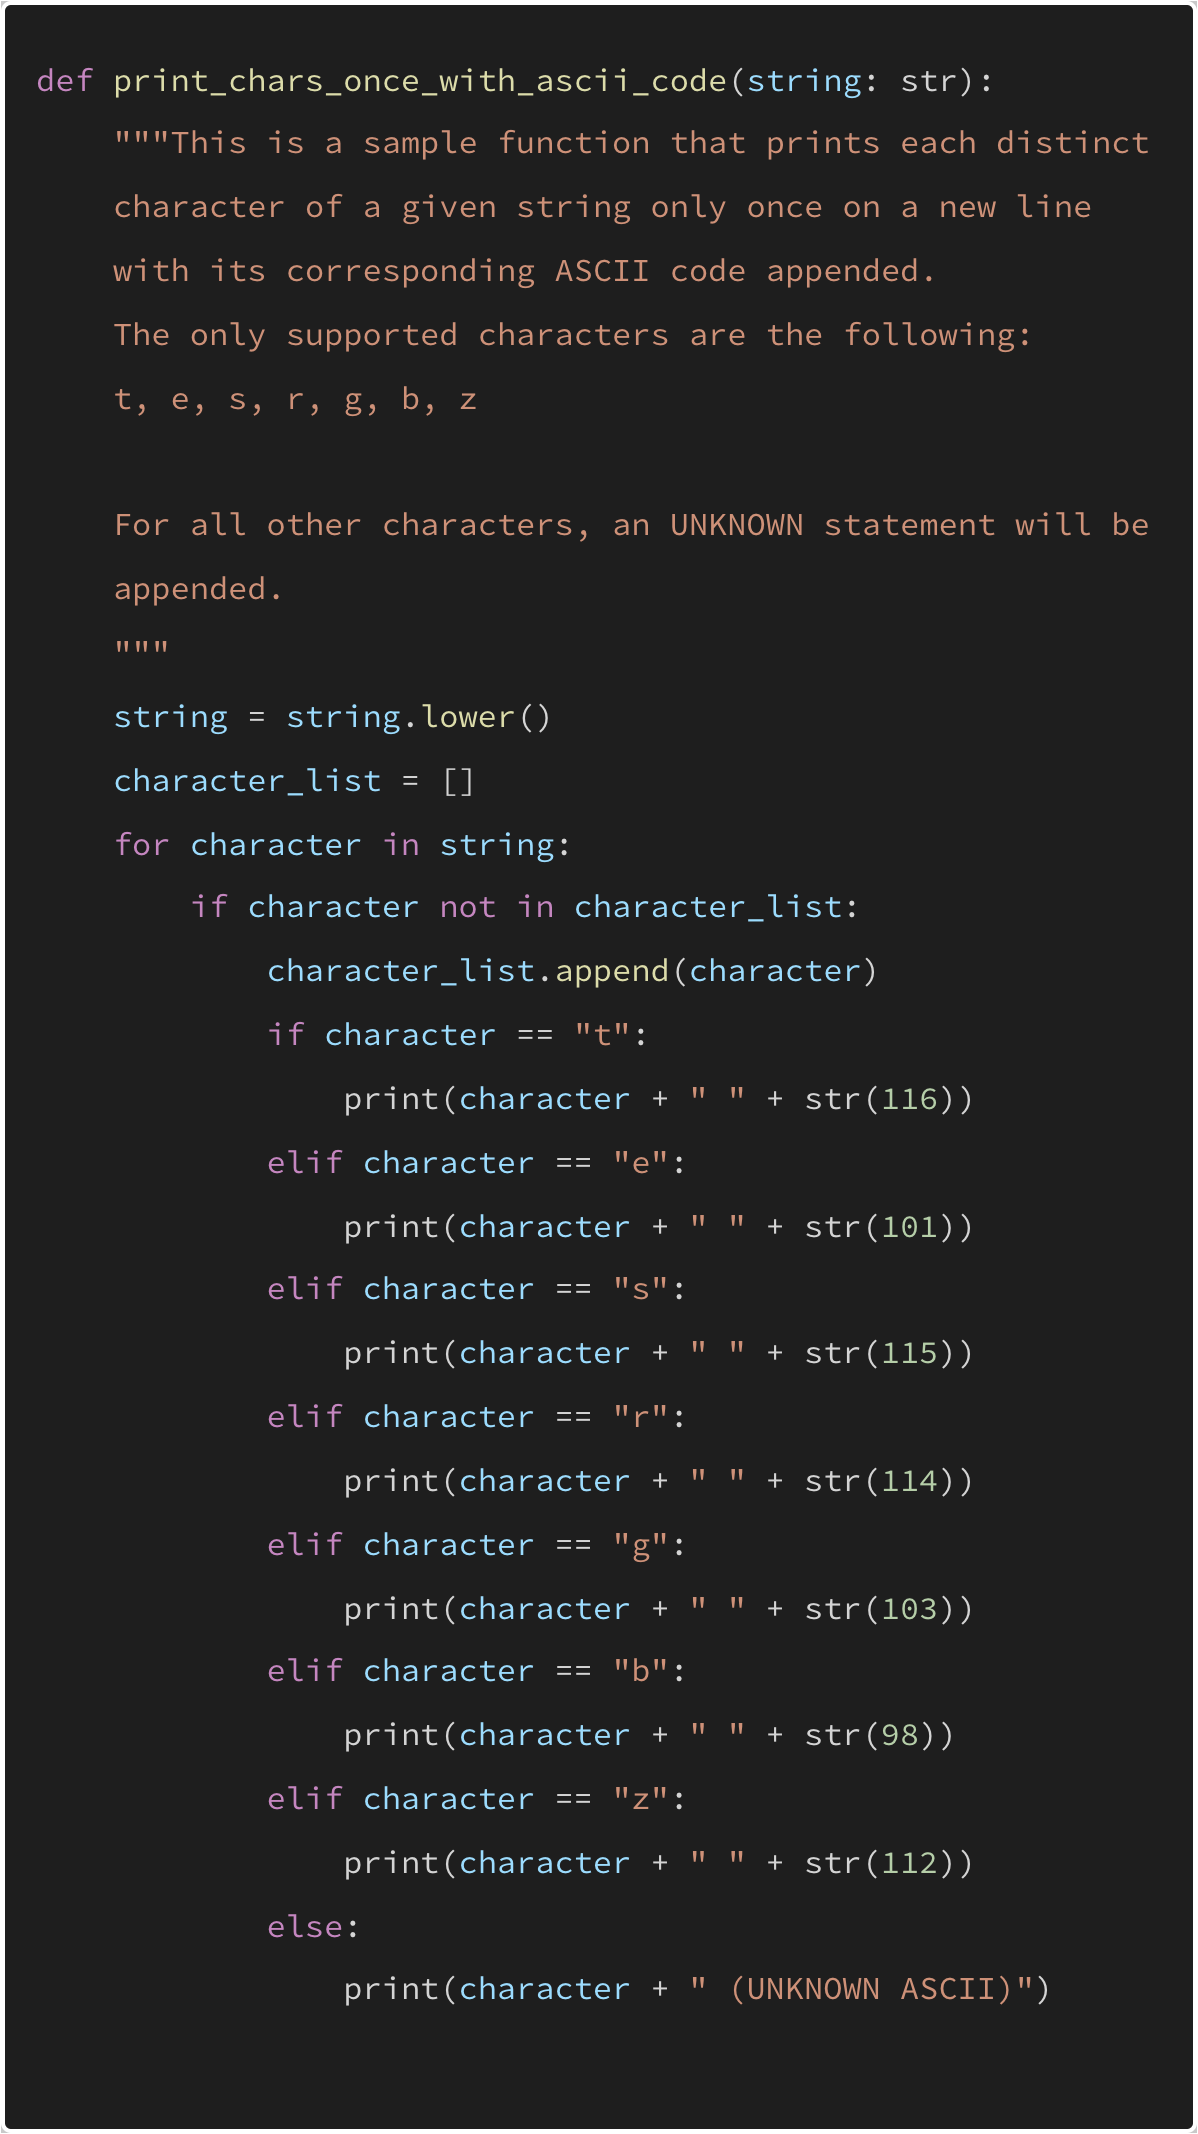 def print_chars_once_with_ascii_code(string: str):
    """This is a sample function that prints each distinct
    character of a given string only once on a new line
    with its corresponding ASCII code appended.
    The only supported characters are the following:
    t, e, s, r, g, b, z

    For all other characters, an UNKNOWN statement will be
    appended.
    """
    string = string.lower()
    character_list = []
    for character in string:
        if character not in character_list:
            character_list.append(character)
            if character == "t":
                print(character + " " + str(116))
            elif character == "e":
                print(character + " " + str(101))
            elif character == "s":
                print(character + " " + str(115))
            elif character == "r":
                print(character + " " + str(114))
            elif character == "g":
                print(character + " " + str(103))
            elif character == "b":
                print(character + " " + str(98))
            elif character == "z":
                print(character + " " + str(112))
            else:
                print(character + " (UNKNOWN ASCII)")